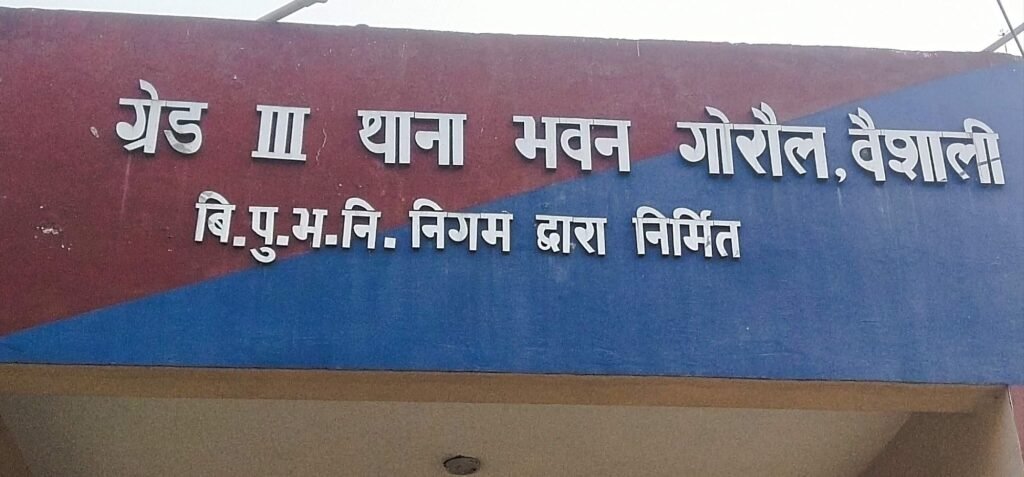 ग्रेड III थाना भवन गोरौल, वैशाली
बि.पु.भ.नि. निगम द्वारा निर्मित